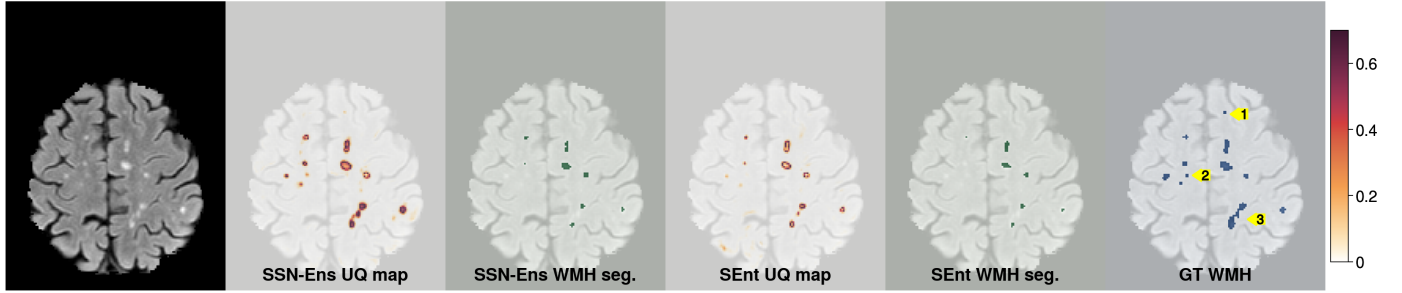 1
2
3
SSN-Ens UQ map
SSN-Ens WMH seg.
SEnt UQ map
SEnt WMH seg.
GT WMH
0.6
0.4
0.2
0